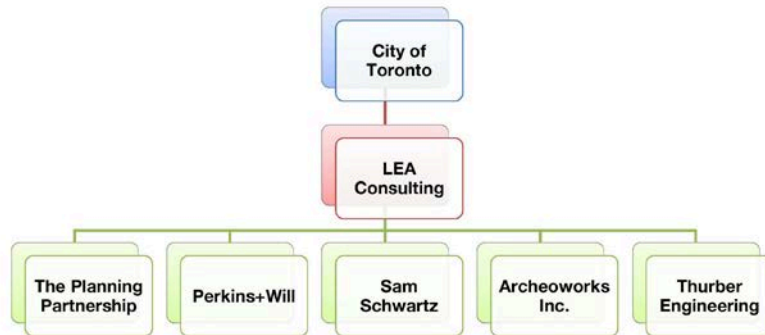 City of
Toronto
LEA
Consulting
The Planning
Partnership
Perkins+Will
Sam
Schwartz
Archeoworks
Inc.
Thurber
Engineering